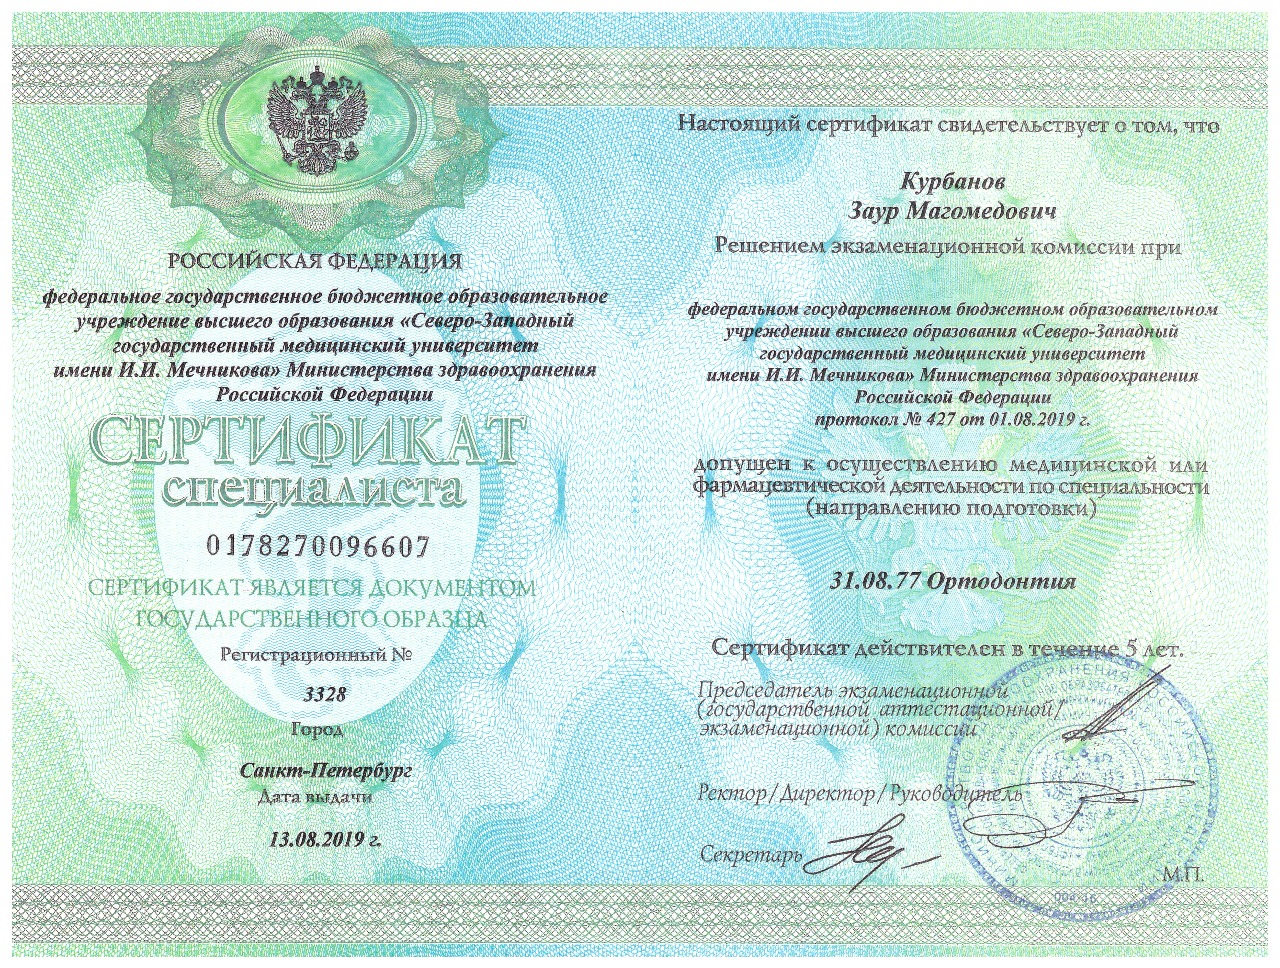 РОССИЙСКАЯ ФЕДЕРАЦИЯ
федеральное государственное бюджетное образовательное
учреждение высшего образования «Северо-Западный
государственный медицинский университет
имени И.И. Мечникова» Министерства здравоохранения
Российской Федерации
СЕРТИФИКАТ
специалиста
0178270096607
СЕРТИФИКАТ ЯВЛЯЕТСЯ ДОКУМЕНТОМ
ГОСУДАРСТВЕННОГО ОБРАЗЦА
Регистрационный №
3328
Город
Санкт-Петербург
Дата выдачи
13.08.2019 г.
Настоящий сертификат свидетельствует о том, что
Курбанов
Заур Магомедович
Решением экзаменационной комиссии при
федеральном государственном бюджетном образовательном
учреждении высшего образования «Северо-Западный
государственный медицинский университет
имени И.И. Мечникова» Министерства здравоохранения
Российской Федерации
протокол № 427 от 01.08.2019 г.
допущен к осуществлению медицинской или
фармацевтической деятельности по специальности
(направлению подготовки)
31.08.77 Ортодонтия
Сертификат действителен в течение 5 лет.
Председатель экзаменационной
(государственной аттестационной/
экзаменационной) комиссии
Ректор/Директор/Руководитель
Секретарь
М.П.